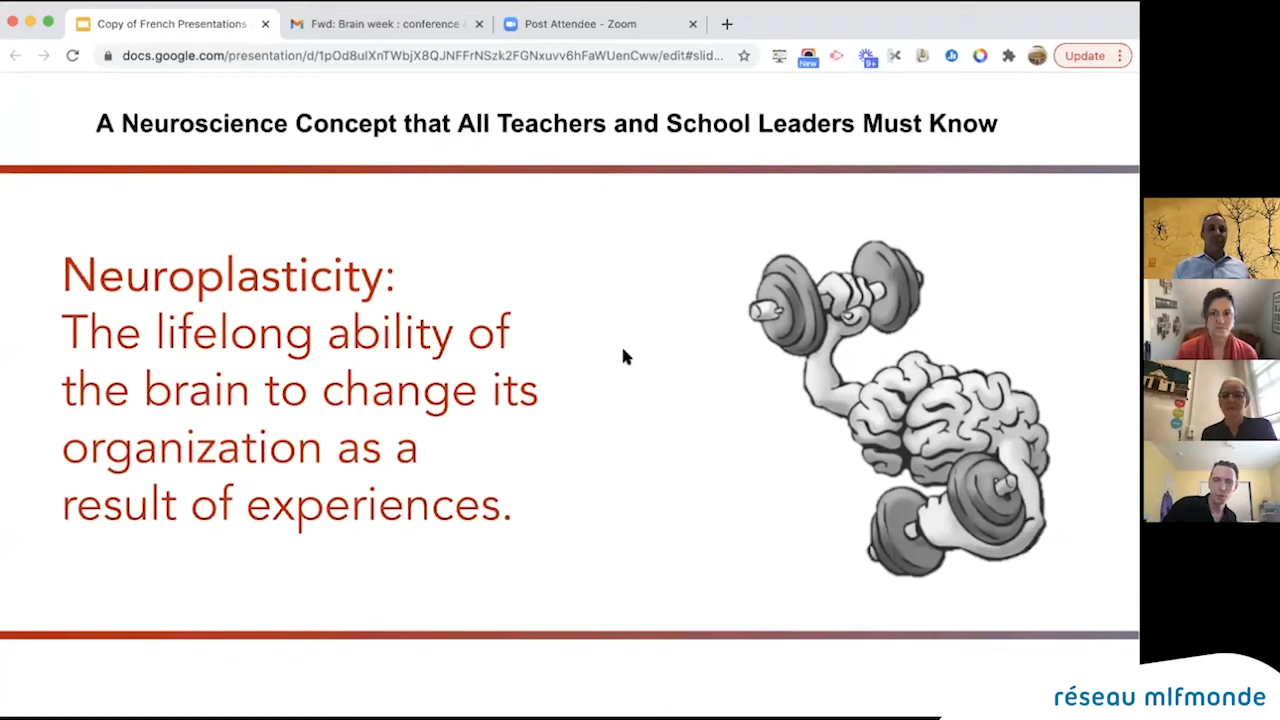 Copy of French Presentations
Fwd: Brain week : conference
Post Attendee - Zoom
docs.google.com/presentation/d/1pOd8ulXnTWbjX8QJNFFrNSzk2FGNxuvv6hFaWUenCww/edit#slid...
New
9+
Update
A Neuroscience Concept that All Teachers and School Leaders Must Know
Neuroplasticity:
The lifelong ability of
the brain to change its
organization as a
result of experiences.
réseau mlfmonde